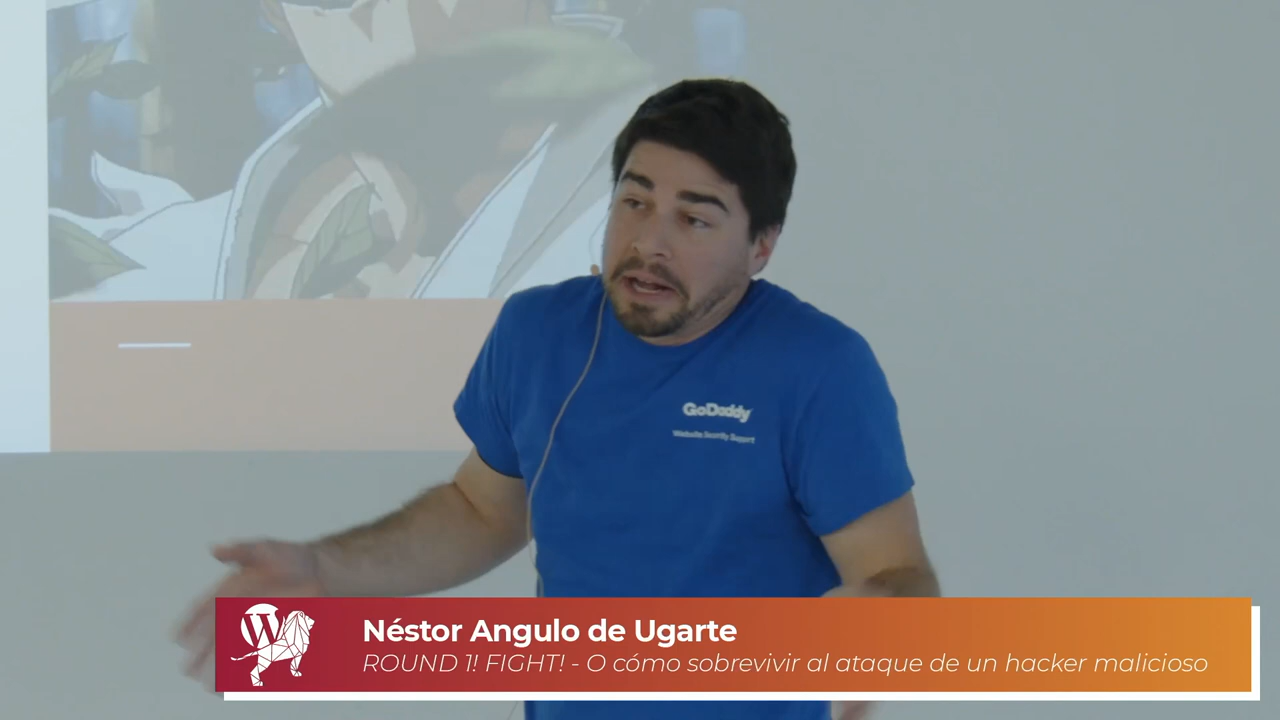 GoDaddy
Website Security Support
Néstor Angulo de Ugarte
ROUND 1! FIGHT! - O cómo sobrevivir al ataque de un hacker malicioso